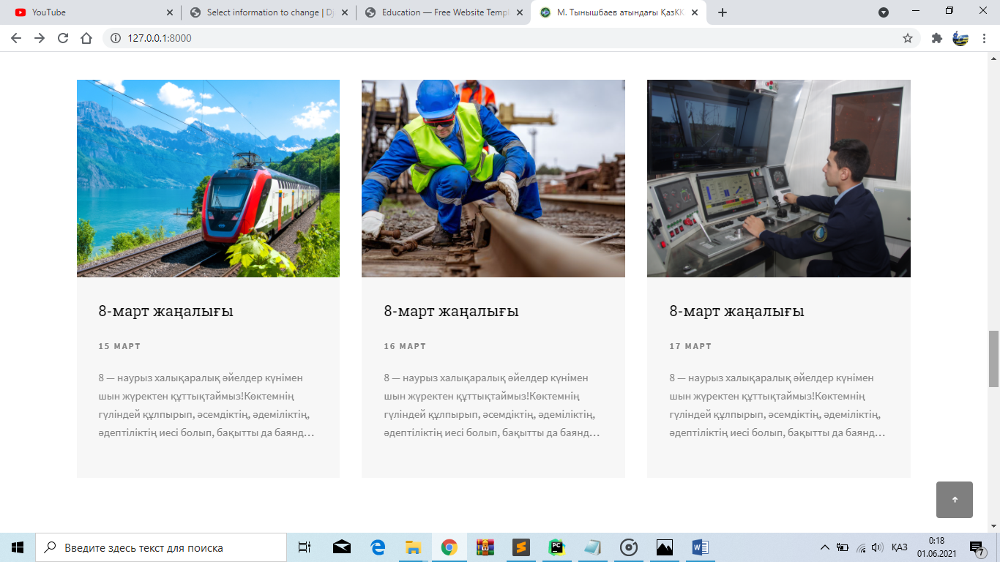 YouTube
Select information to change | Dj
Education — Free Website Templ
М. Тынышбаев атындағы ҚазКК
127.0.0.1:8000
8-март жаңалығы
15 МАРТ
8 — наурыз халықаралық әйелдер күнімен
шын жүректен құттықтаймыз!Көктемнің
гүліндей құлпырып, әсемдіктің, әдеміліктің,
әдептіліктің иесі болып, бақытты да баянд…
8-март жаңалығы
16 МАРТ
8 — наурыз халықаралық әйелдер күнімен
шын жүректен құттықтаймыз!Көктемнің
гүліндей құлпырып, әсемдіктің, әдеміліктің,
әдептіліктің иесі болып, бақытты да баянд…
8-март жаңалығы
17 МАРТ
8 — наурыз халықаралық әйелдер күнімен
шын жүректен құттықтаймыз!Көктемнің
гүліндей құлпырып, әсемдіктің, әдеміліктің,
әдептіліктің иесі болып, бақытты да баянд…
Введите здесь текст для поиска
ҚАЗ
0:18
01.06.2021
7